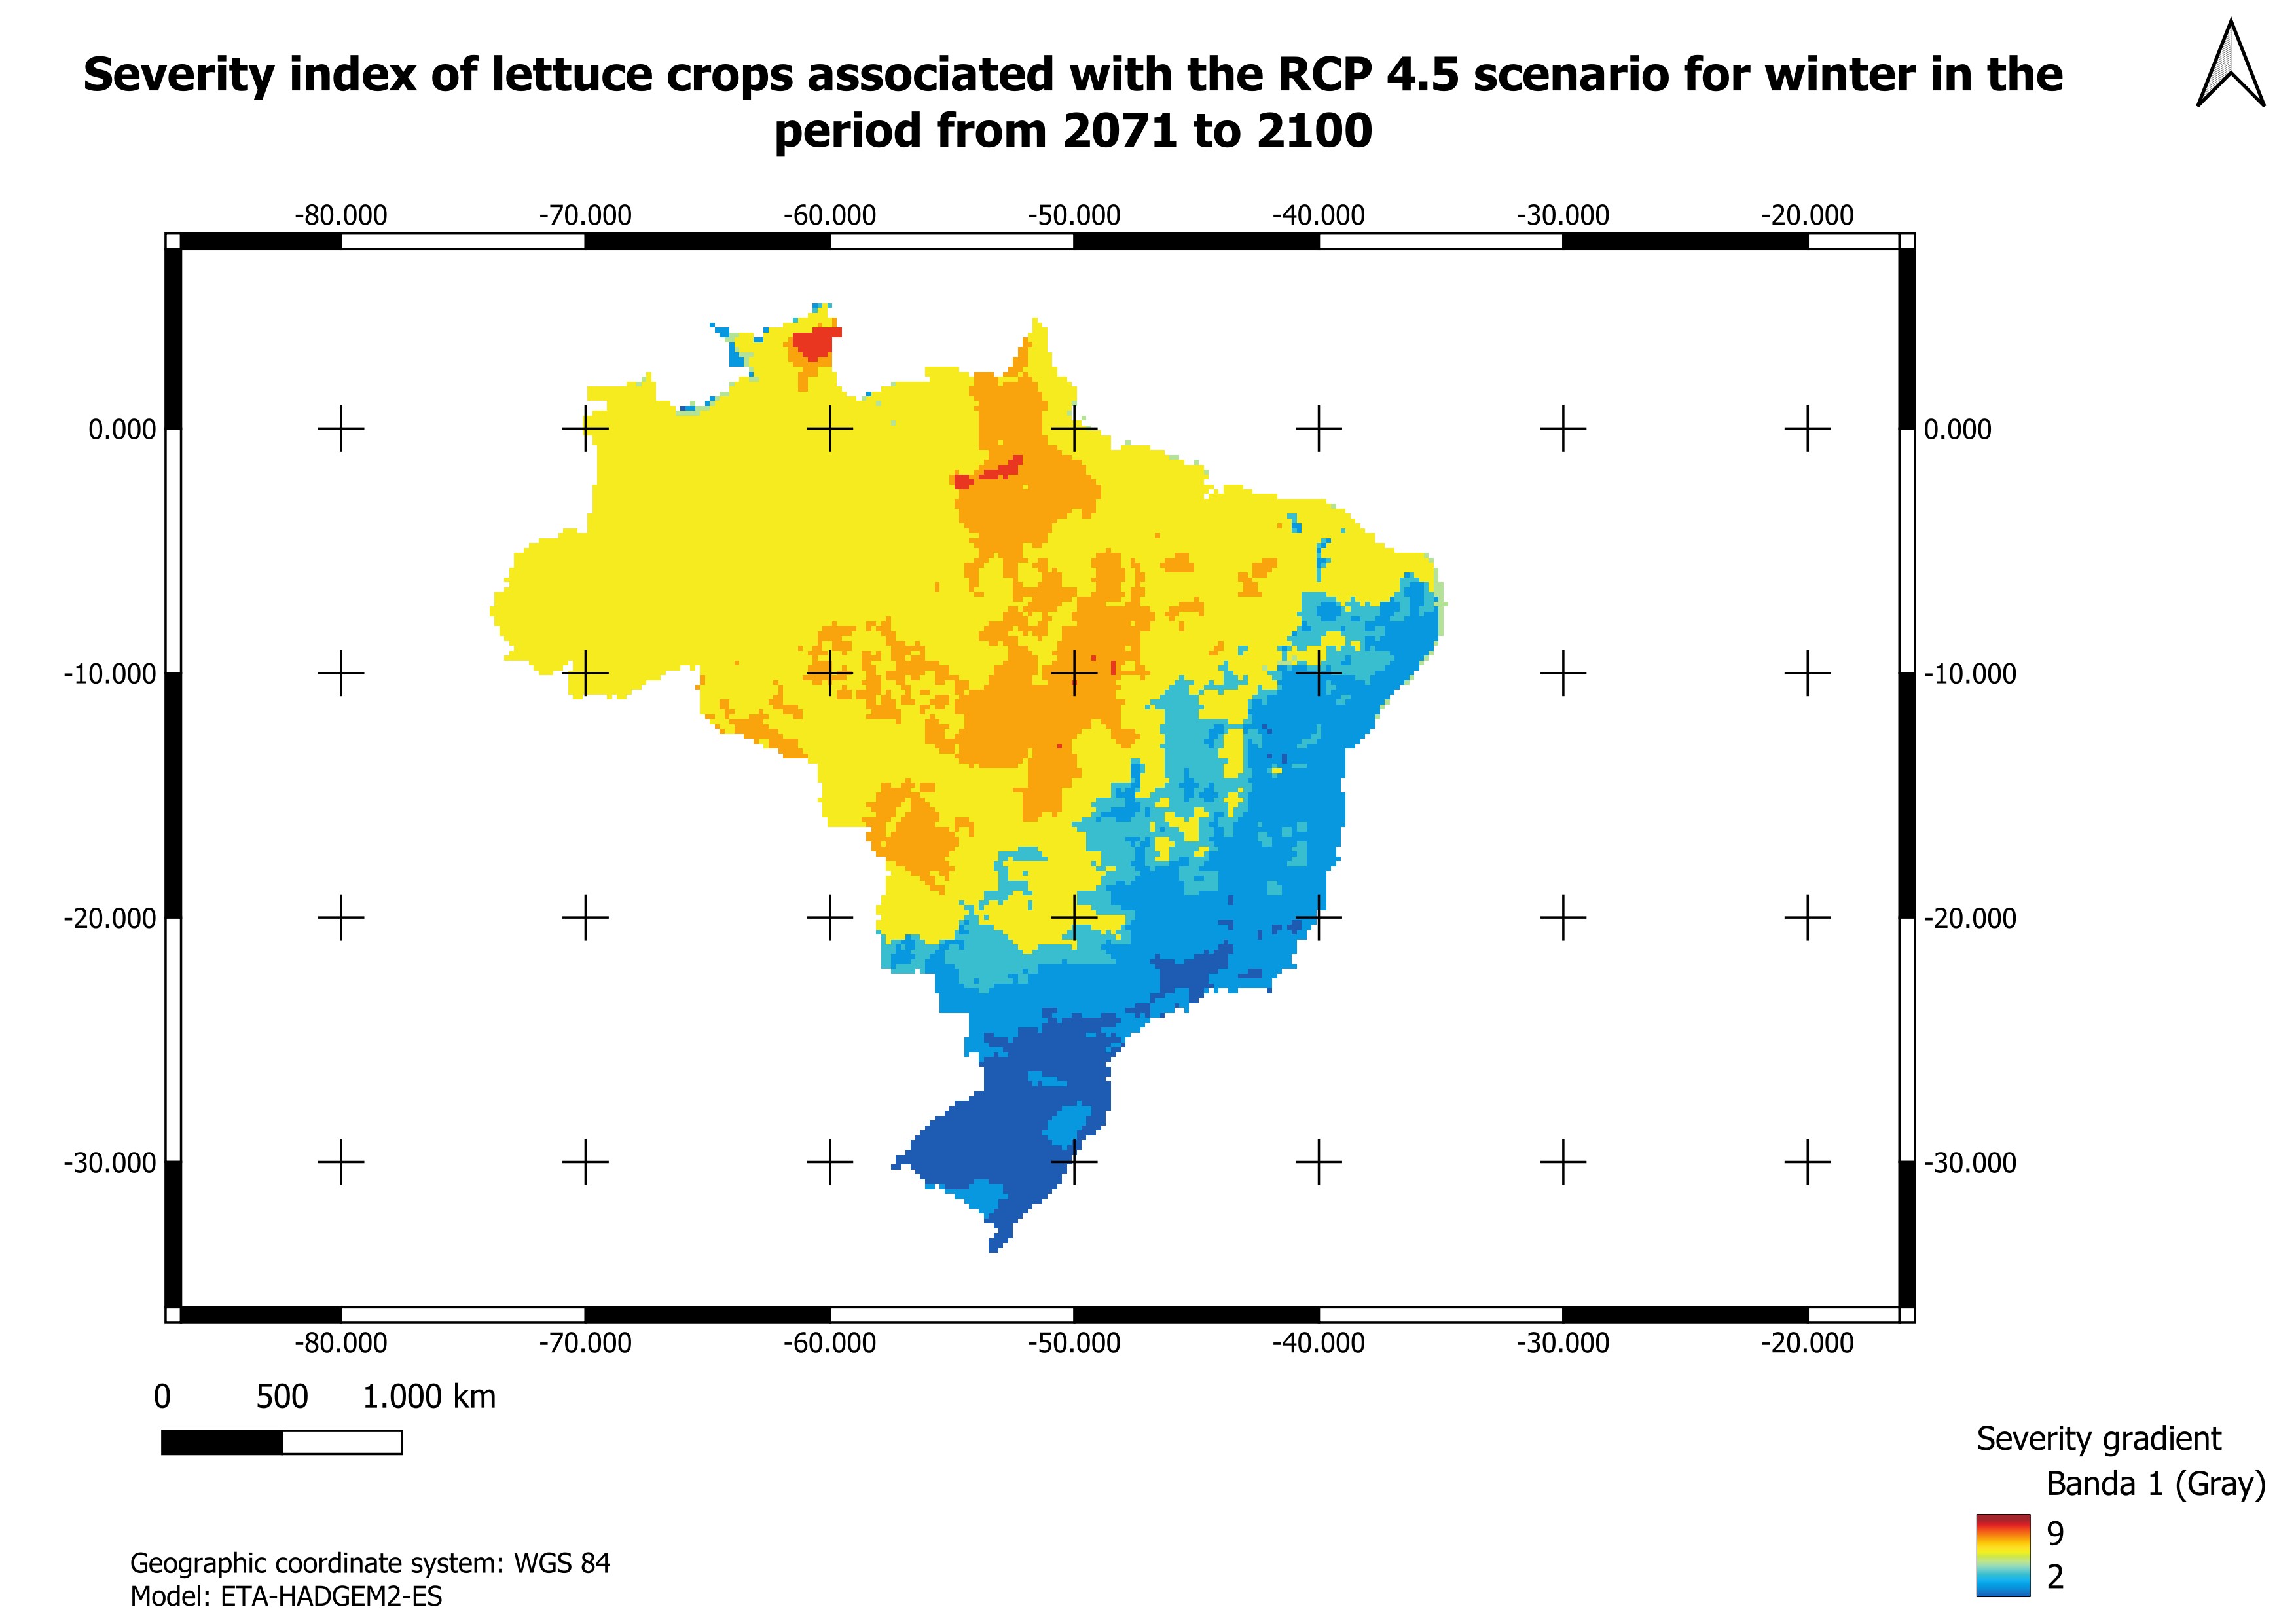 Severity index of lettuce crops associated with the RCP 4.5 scenario for winter in the
period from 2071 to 2100
-80.000 -70.000 -60.000 -50.000 -40.000 -30.000 -20.000
0.000 0.000
-10.000 -10.000
-20.000 -20.000
-30.000 -30.000
-80.000 -70.000 -60.000 -50.000 -40.000 -30.000 -20.000
0 500 1.000 km
Severity gradient
Banda 1 (Gray)
9
2
Geographic coordinate system: WGS 84
Model: ETA-HADGEM2-ES